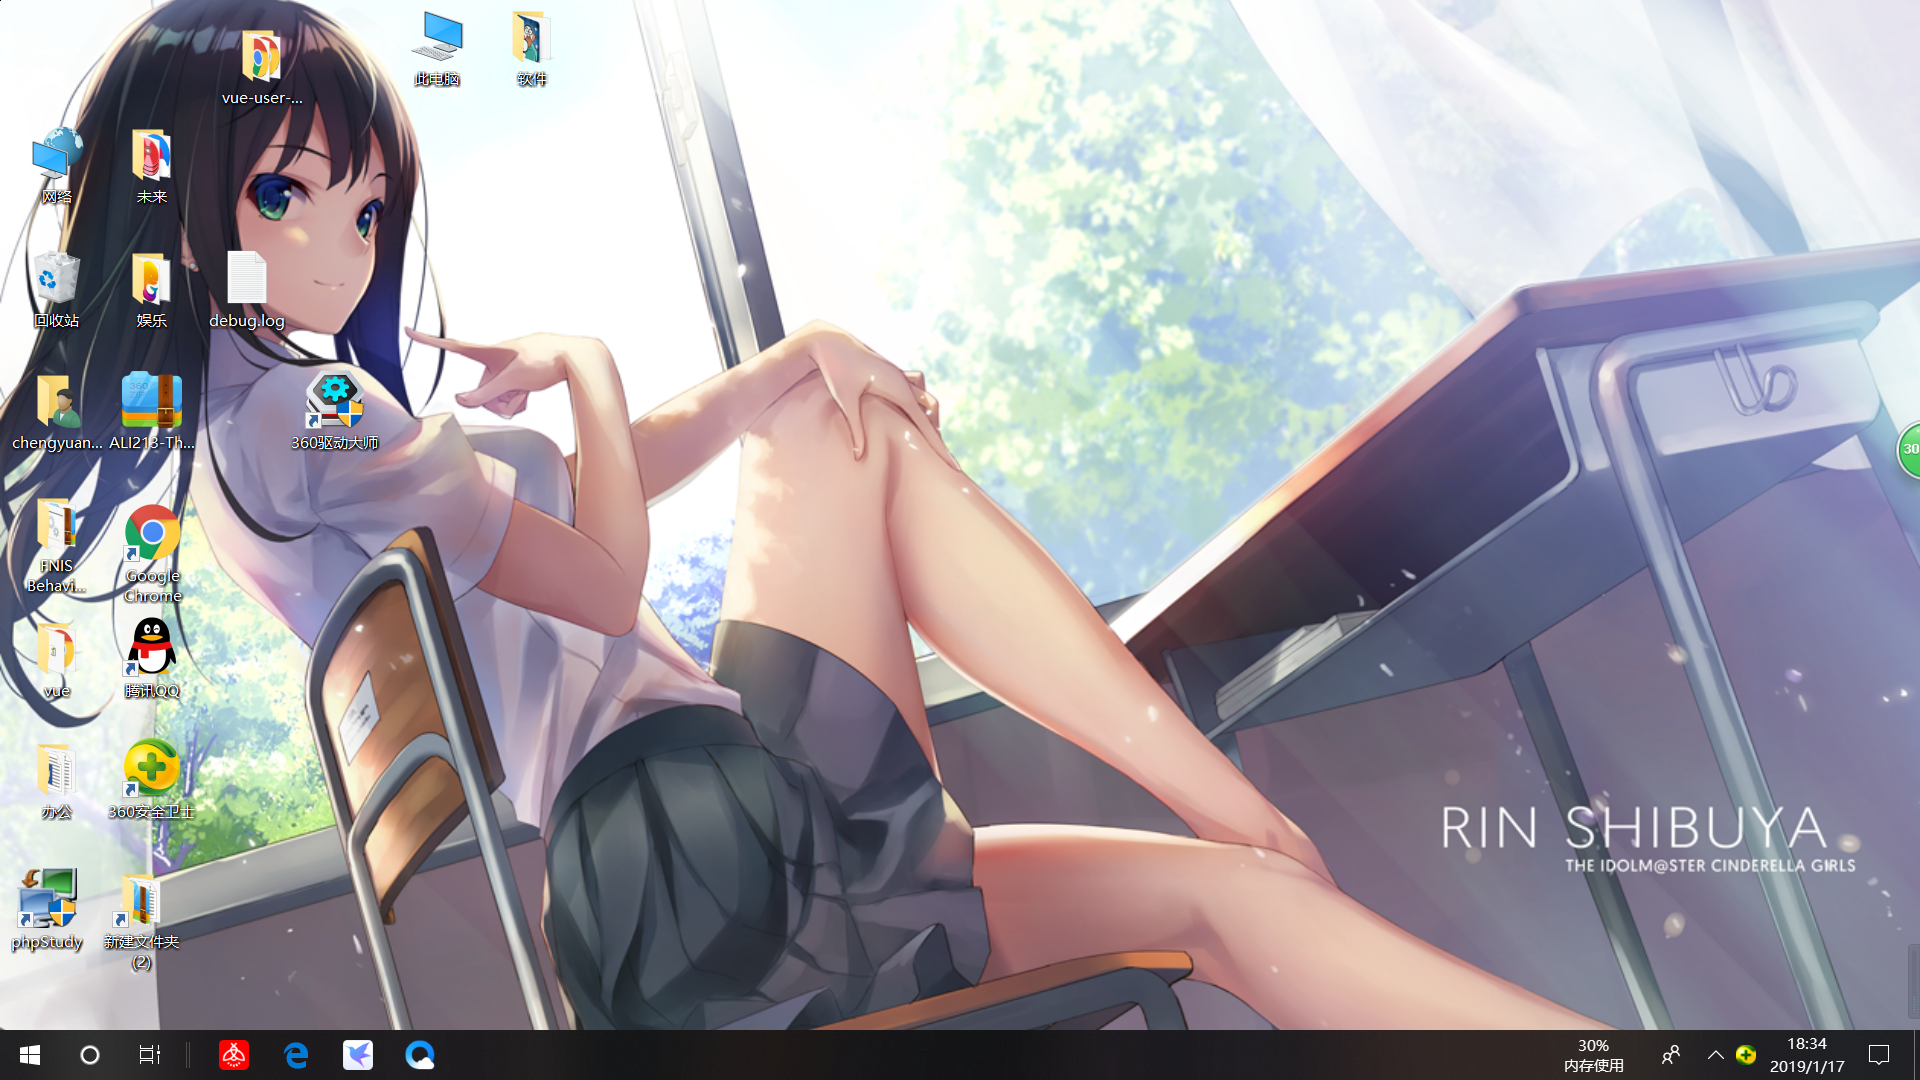 vue-user-...
此电脑
软件
网络
未来
回收站
娱乐
debug.log
chengyuan...
ALI213-Th...
360驱动大师
FNIS
Behavi...
Google
Chrome
vue
腾讯QQ
办公
360安全卫士
phpStudy
新建文件夹
(2)
30
RIN SHIBUYA
THE IDOLM@STER CINDERELLA GIRLS
30%
内存使用
18:34
2019/1/17